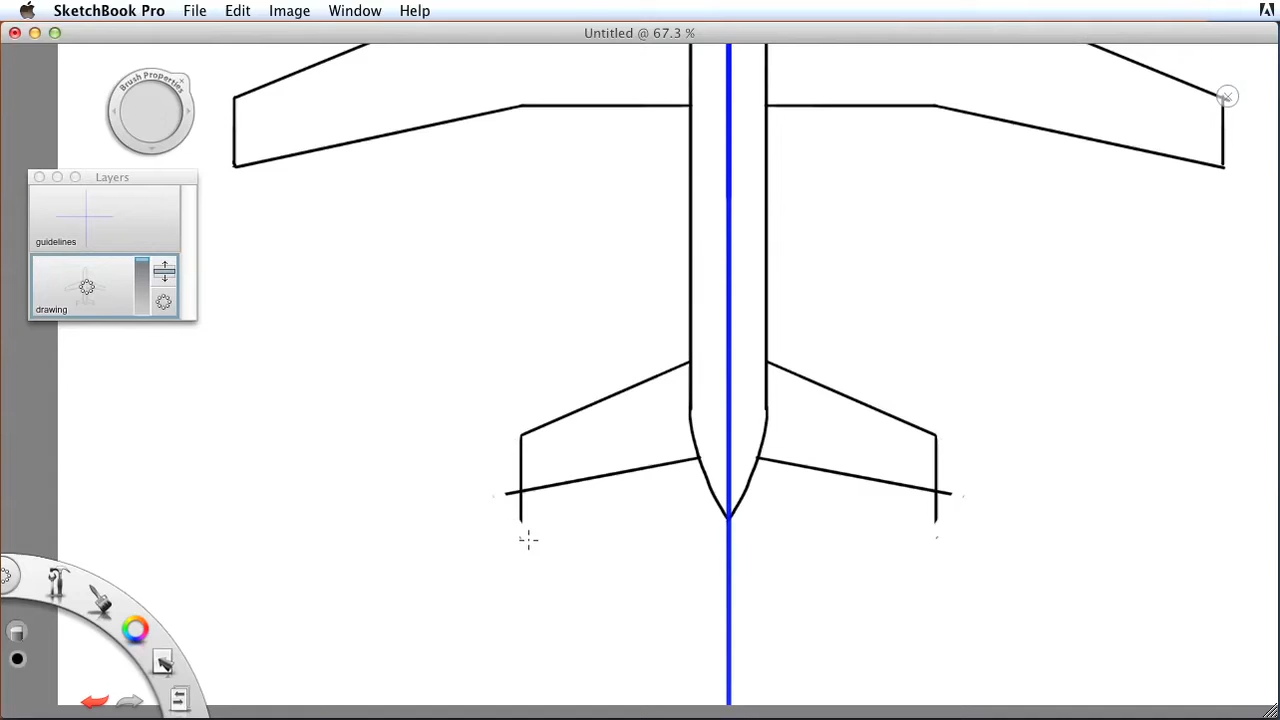 SketchBook Pro File Edit Image Window Help
Untitled @ 67.3 %
Brush Properties
Layers
guidelines
drawing